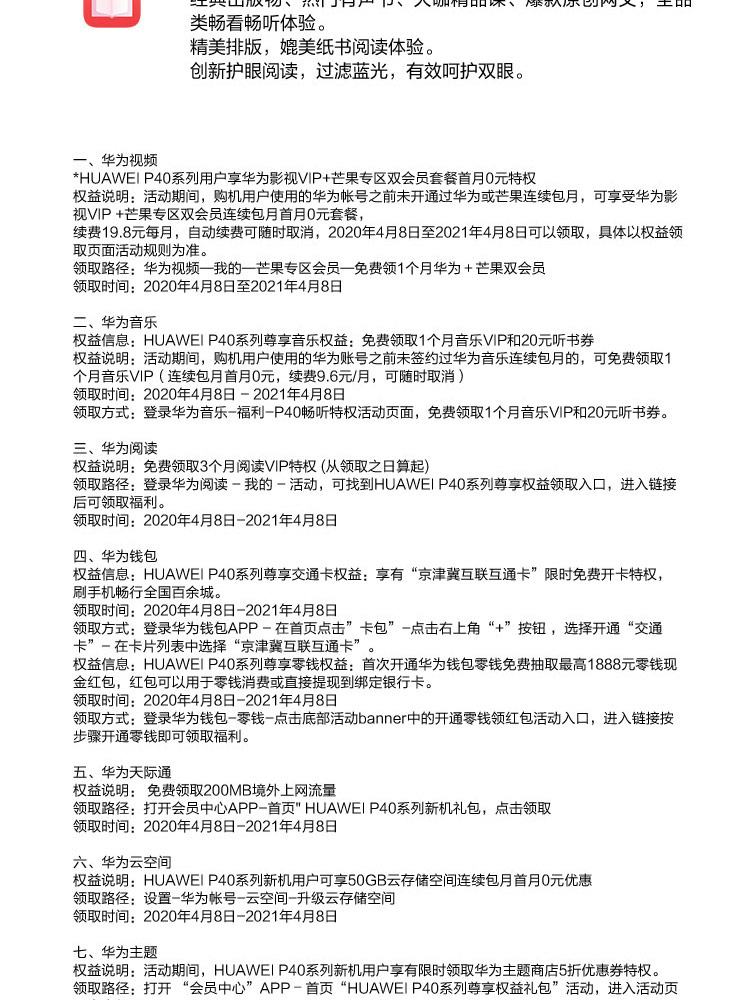 经典出版物、热门有声书、大咖精品课、爆款原创网文，全品
类畅看畅听体验。
精美排版，媲美纸书阅读体验。
创新护眼阅读，过滤蓝光，有效呵护双眼。
一、华为视频
*HUAWEI P40系列用户享华为影视VIP+芒果专区双会员套餐首月0元特权
权益说明：活动期间，购机用户使用的华为帐号之前未开通过华为或芒果连续包月，可享受华为影
视VIP +芒果专区双会员连续包月首月0元套餐，
续费19.8元每月，自动续费可随时取消，2020年4月8日至2021年4月8日可以领取，具体以权益领
取页面活动规则为准。
领取路径：华为视频—我的—芒果专区会员—免费领1个月华为＋芒果双会员
领取时间：2020年4月8日至2021年4月8日
二、华为音乐
权益信息：HUAWEI P40系列尊享音乐权益：免费领取1个月音乐VIP和20元听书券
权益说明：活动期间，购机用户使用的华为账号之前未签约过华为音乐连续包月的，可免费领取1
个月音乐VIP（连续包月首月0元，续费9.6元/月，可随时取消）
领取时间：2020年4月8日 – 2021年4月8日
领取方式：登录华为音乐–福利–P40畅听特权活动页面，免费领取1个月音乐VIP和20元听书券。
三、华为阅读
权益说明：免费领取3个月阅读VIP特权 (从领取之日算起)
领取路径：登录华为阅读 – 我的 – 活动，可找到HUAWEI P40系列尊享权益领取入口，进入链接
后可领取福利。
领取时间：2020年4月8日–2021年4月8日
四、华为钱包
权益信息：HUAWEI P40系列尊享交通卡权益：享有“京津冀互联互通卡”限时免费开卡特权，
刷手机畅行全国百余城。
领取时间：2020年4月8日–2021年4月8日
领取方式：登录华为钱包APP – 在首页点击”卡包”–点击右上角“+”按钮 ，选择开通“交通
卡”– 在卡片列表中选择“京津冀互联互通卡”。
权益信息：HUAWEI P40系列尊享零钱权益：首次开通华为钱包零钱免费抽取最高1888元零钱现
金红包，红包可以用于零钱消费或直接提现到绑定银行卡。
领取时间：2020年4月8日–2021年4月8日
领取方式：登录华为钱包–零钱–点击底部活动banner中的开通零钱领红包活动入口，进入链接按
步骤开通零钱即可领取福利。
五、华为天际通
权益说明： 免费领取200MB境外上网流量
领取路径：打开会员中心APP–首页" HUAWEI P40系列新机礼包，点击领取
领取时间：2020年4月8日–2021年4月8日
六、华为云空间
权益说明：HUAWEI P40系列新机用户可享50GB云存储空间连续包月首月0元优惠
领取路径：设置–华为帐号–云空间–升级云存储空间
领取时间：2020年4月8日–2021年4月8日
七、华为主题
权益说明：活动期间，HUAWEI P40系列新机用户享有限时领取华为主题商店5折优惠券特权。
领取路径：打开 “会员中心”APP – 首页“HUAWEI P40系列尊享权益礼包”活动，进入活动页